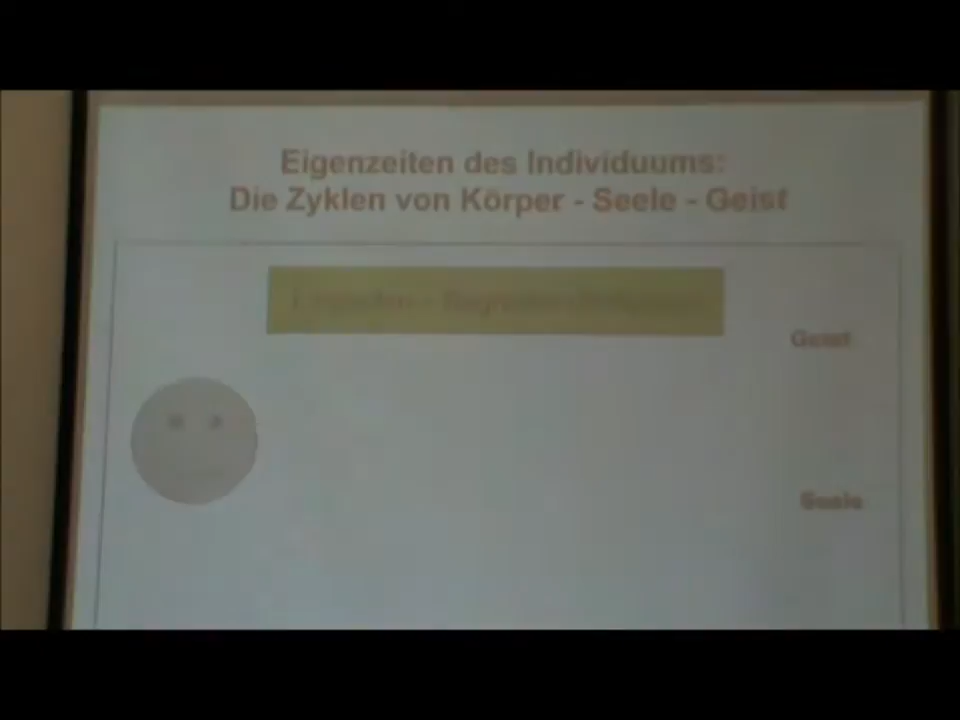 Eigenzeiten des Individuums:
Die Zyklen von Körper - Seele - Geist
Geist
Seele